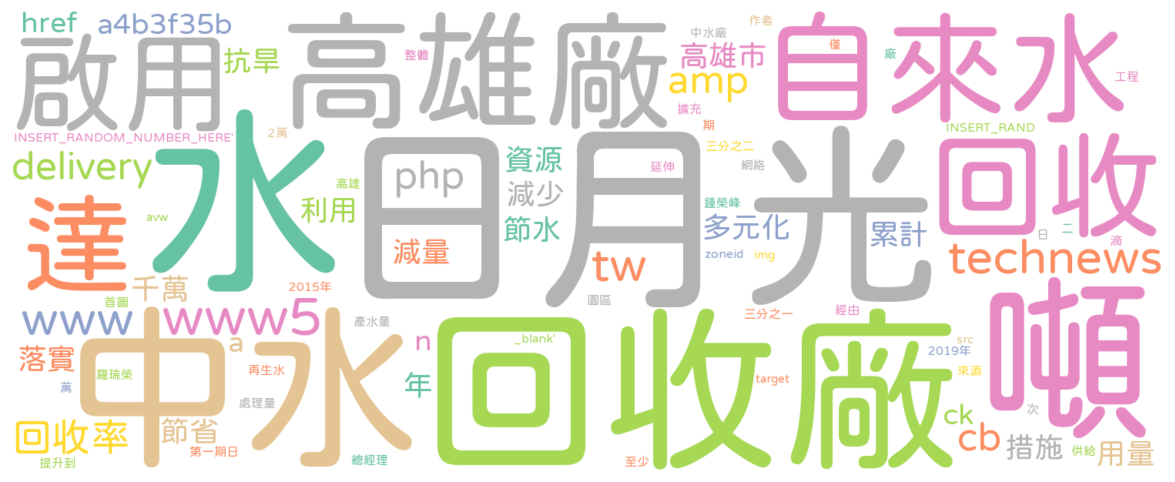 href a4b3f35b 作者
啟用 高雄廠 自來水
抗旱 整體 中水廠 高雄市 僅 廠 工程
amp 擴充 期
INSERT_RANDOM_NUMBER_HERE' 2萬 INSERT_RAND
delivery 水 日月光 回收
php 資源 延伸 三分之二 網絡
達 高雄 利用 減少 鍾榮峰 多元化 累計 日 二 滴
avw 節水 減量 tw zoneid img technews
千萬 2015年 首圖 園區
www www5 產水量 三分之一 經由 噸
中水 回收廠
落實 羅瑞榮 a n _blank' 2019年 src
萬 再生水 年 target 來源
處理量 次
回收率 節省 ck cb 措施 供給 用量
提升到 第一期日 總經理 至少